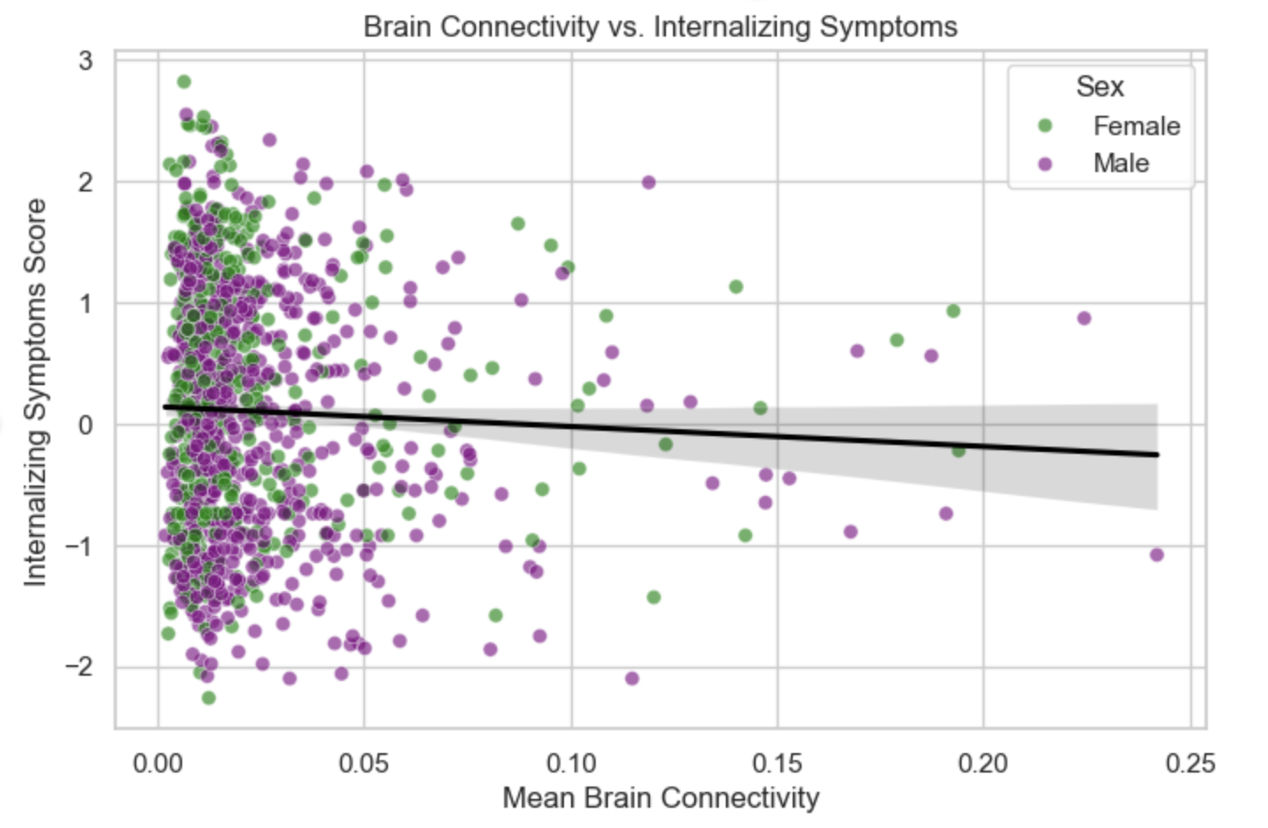 Brain Connectivity vs. Internalizing Symptoms
Internalizing Symptoms Score
3
2
1
0
−1
−2
Sex
Female
Male
0.00 0.05 0.10 0.15 0.20 0.25
Mean Brain Connectivity